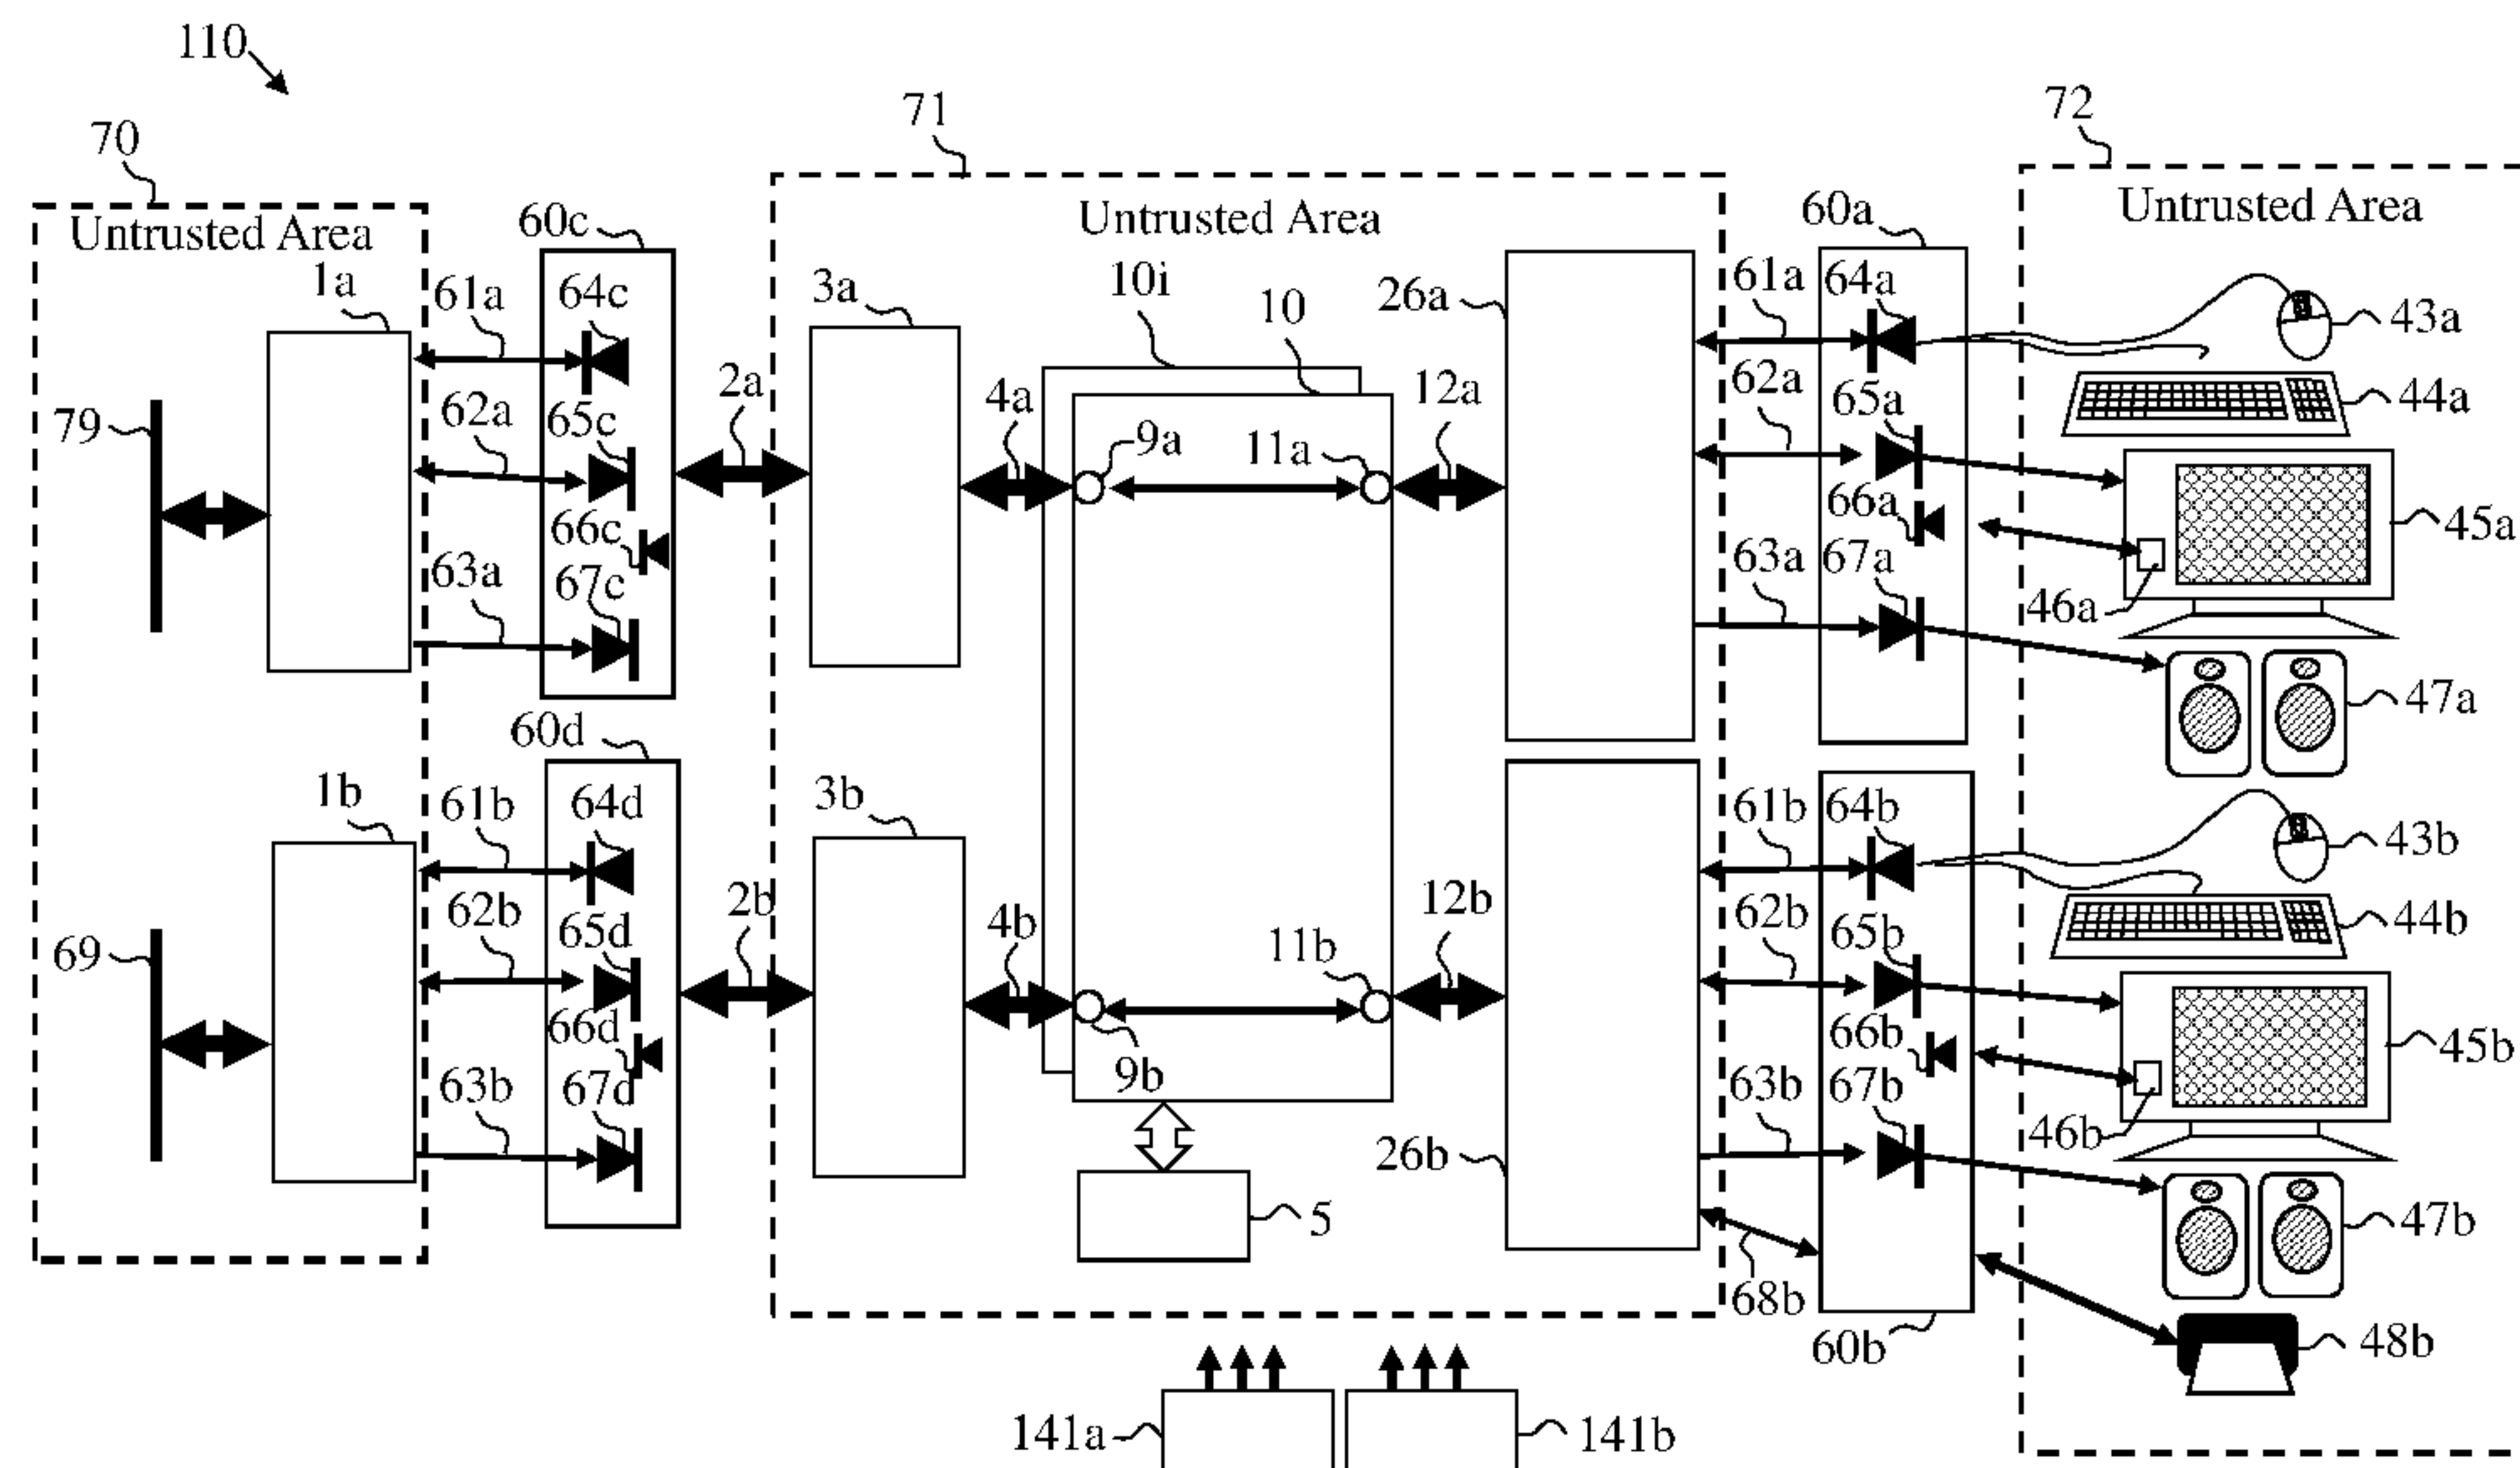 110
70
71
72
Untrusted Area
60c
Untrusted Area
60a
Untrusted Area
1a
61a
64c
3a
10i
10
26a
61a
64a
43a
79
62a
65c
2a
4a
9a
11a
12a
62a
65a
44a
66c
66a
45a
63a
67c
63a
67a
46a
60d
47a
1b
61b
64d
3b
61b
64b
43b
69
62b
65d
2b
4b
11b
12b
62b
65b
44b
66d
66b
45b
63b
67d
9b
63b
67b
46b
5
26b
47b
68b
60b
48b
141a
141b